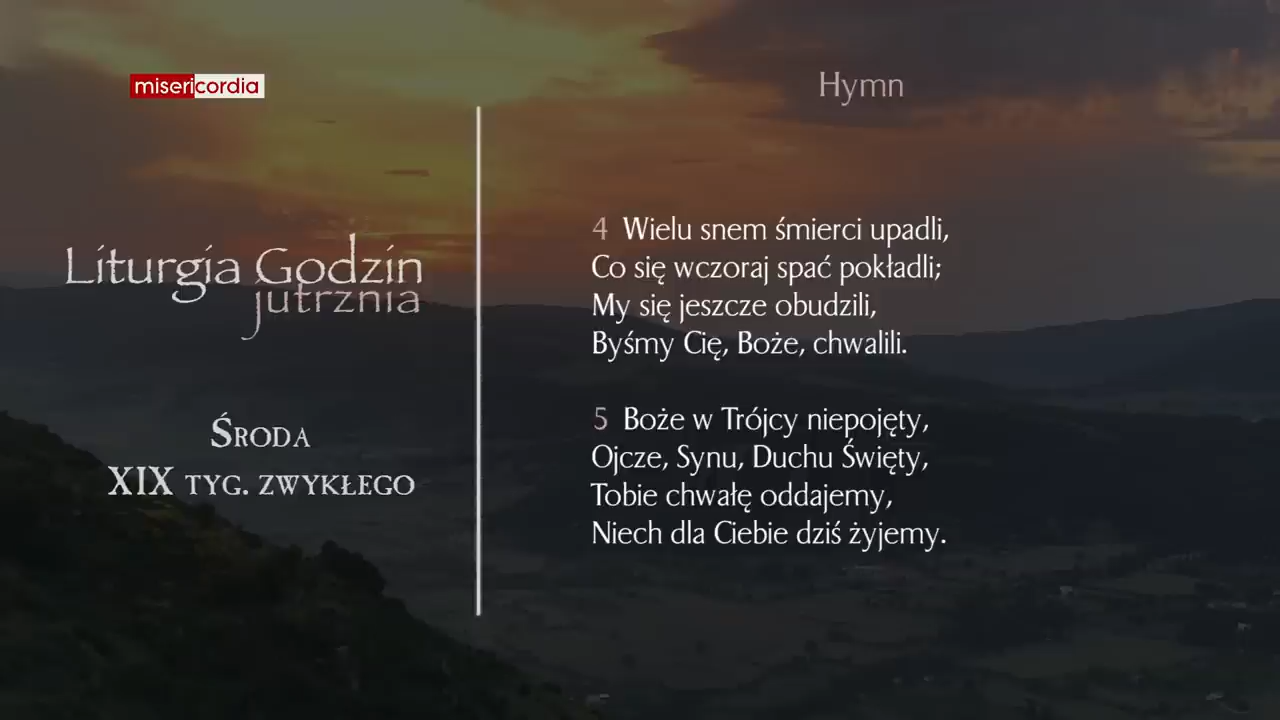 misericordia
Liturgia Godzin
jutrznia
Środa
XIX tyg. zwykłego
Hymn
4 Wielu snem śmierci upadli,
Co się wczoraj spać pokładli;
My się jeszcze obudzili,
Byśmy Cię, Boże, chwalili.
5 Boże w Trójcy niepojęty,
Ojcze, Synu, Duchu Święty,
Tobie chwałę oddajemy,
Niech dla Ciebie dziś żyjemy.